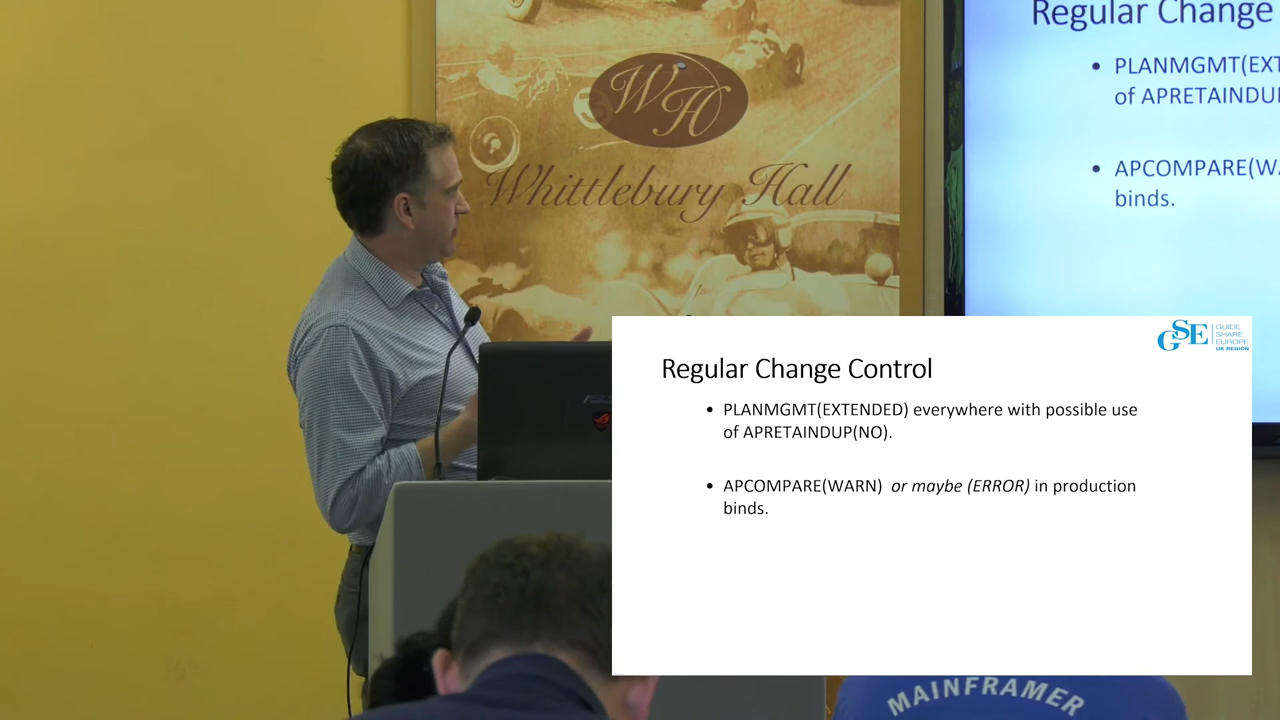 WH
Whittlebury Hall
Regular Change
PLANMGMT(EXT
of APRETAINDU
APCOMPARE(W
binds.
GSE
GUIDE
SHARE
EUROPE
UK REGION
Regular Change Control
• PLANMGMT(EXTENDED) everywhere with possible use
of APRETAINDUP(NO).
• APCOMPARE(WARN) or maybe (ERROR) in production
binds.
MAINFRAMER